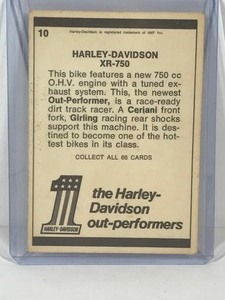 10
Harley-Davidson is registered trademark of AMF Inc.
HARLEY-DAVIDSON
XR-750
This bike features a new 750 cc
O.H.V. engine with a tuned ex-
haust system. This, the newest
Out-Performer, is a race-ready
dirt track racer. A Ceriani front
fork, Girling racing rear shocks
support this machine. It is des-
tined to become one of the hot-
test bikes in its class.
COLLECT ALL 66 CARDS
1
HARLEY-DAVIDSON
the Harley-
Davidson
out-performers